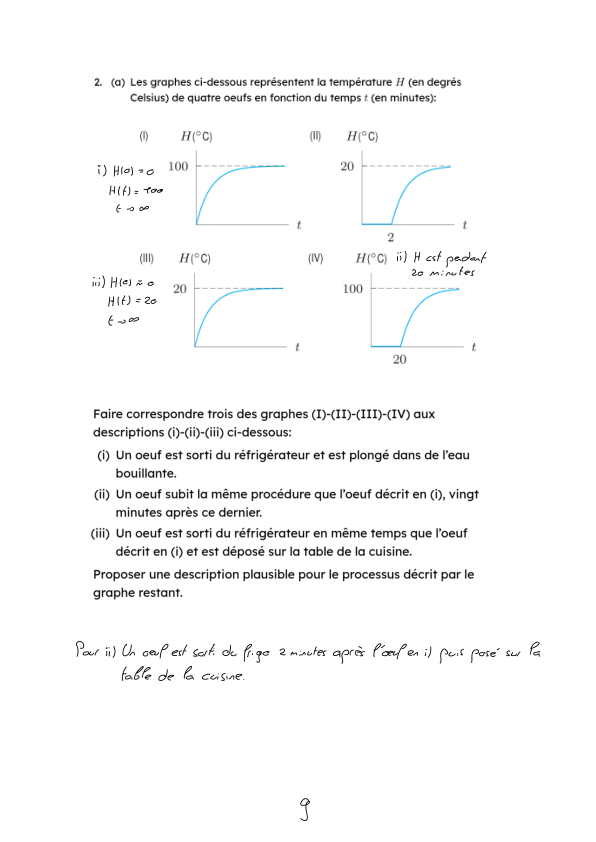 2. (a) Les graphes ci-dessous représentent la température H (en degrés
Celsius) de quatre oeufs en fonction du temps t (en minutes):
(I) H(°C) (II) H(°C)
i) H(0) = 0
H(t) = 100
t → ∞
100
t
20
2
t
(III) H(°C) (IV) H(°C)
ii) H est pendant
20 minutes
iii) H(0) = 0
H(t) = 20
t → ∞
20
t
100
20
t
Faire correspondre trois des graphes (I)-(II)-(III)-(IV) aux
descriptions (i)-(ii)-(iii) ci-dessous:
(i) Un oeuf est sorti du réfrigérateur et est plongé dans de l'eau
bouillante.
(ii) Un oeuf subit la même procédure que l'oeuf décrit en (i), vingt
minutes après ce dernier.
(iii) Un oeuf est sorti du réfrigérateur en même temps que l'oeuf
décrit en (i) et est déposé sur la table de la cuisine.
Proposer une description plausible pour le processus décrit par le
graphe restant.
Pour ii) Un oeuf est sorti du frigo 2 minutes après l'œuf en i) puis posé sur la
table de la cuisine.
9